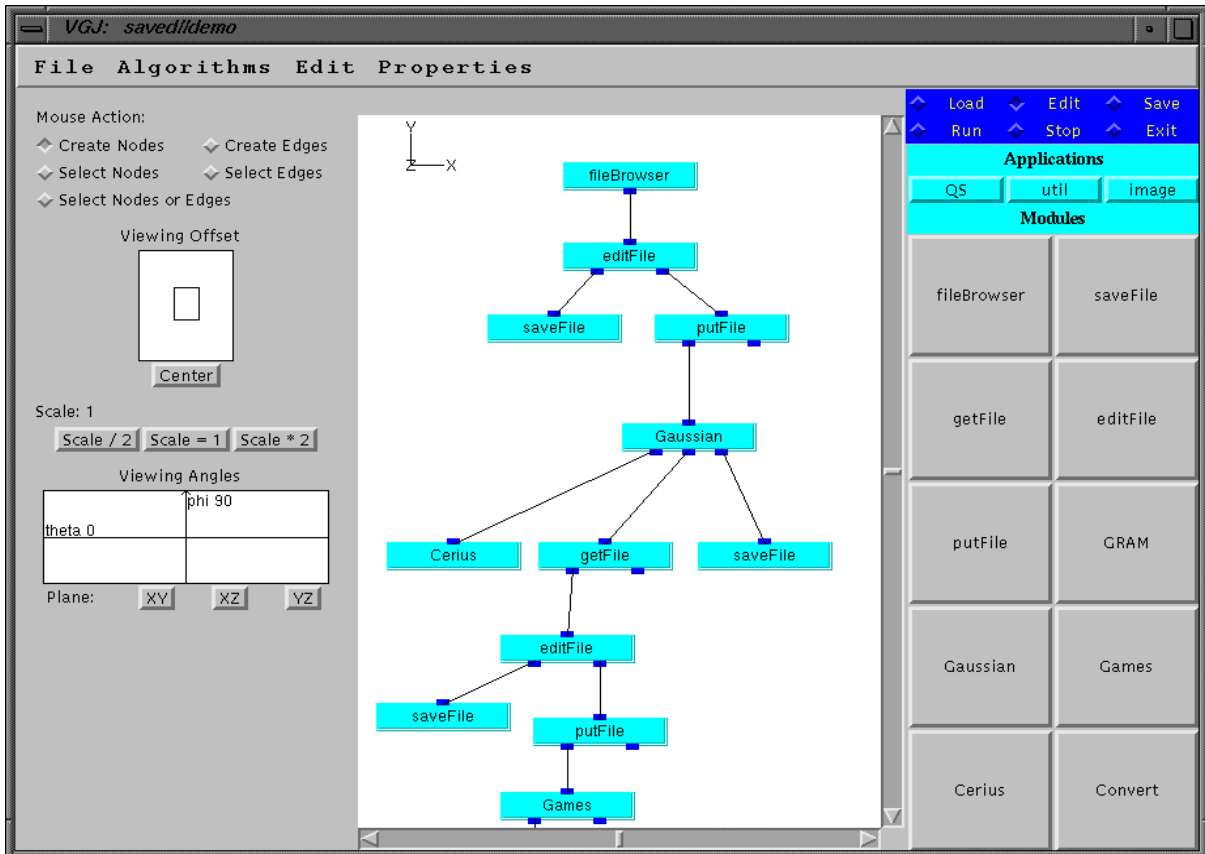 VGJ: saved//demo
File Algorithms Edit Properties
Mouse Action:
Create Nodes Create Edges
Select Nodes Select Edges
Select Nodes or Edges
Viewing Offset
Center
Scale: 1
Scale / 2 Scale = 1 Scale * 2
Viewing Angles
phi 90
theta 0
Plane: XY XZ YZ
Y
Z X
fileBrowser
editFile
saveFile putFile
Gaussian
Cerius getFile saveFile
editFile
saveFile
putFile
Games
Load Edit Save
Run Stop Exit
Applications
QS util image
Modules
fileBrowser saveFile
getFile editFile
putFile GRAM
Gaussian Games
Cerius Convert